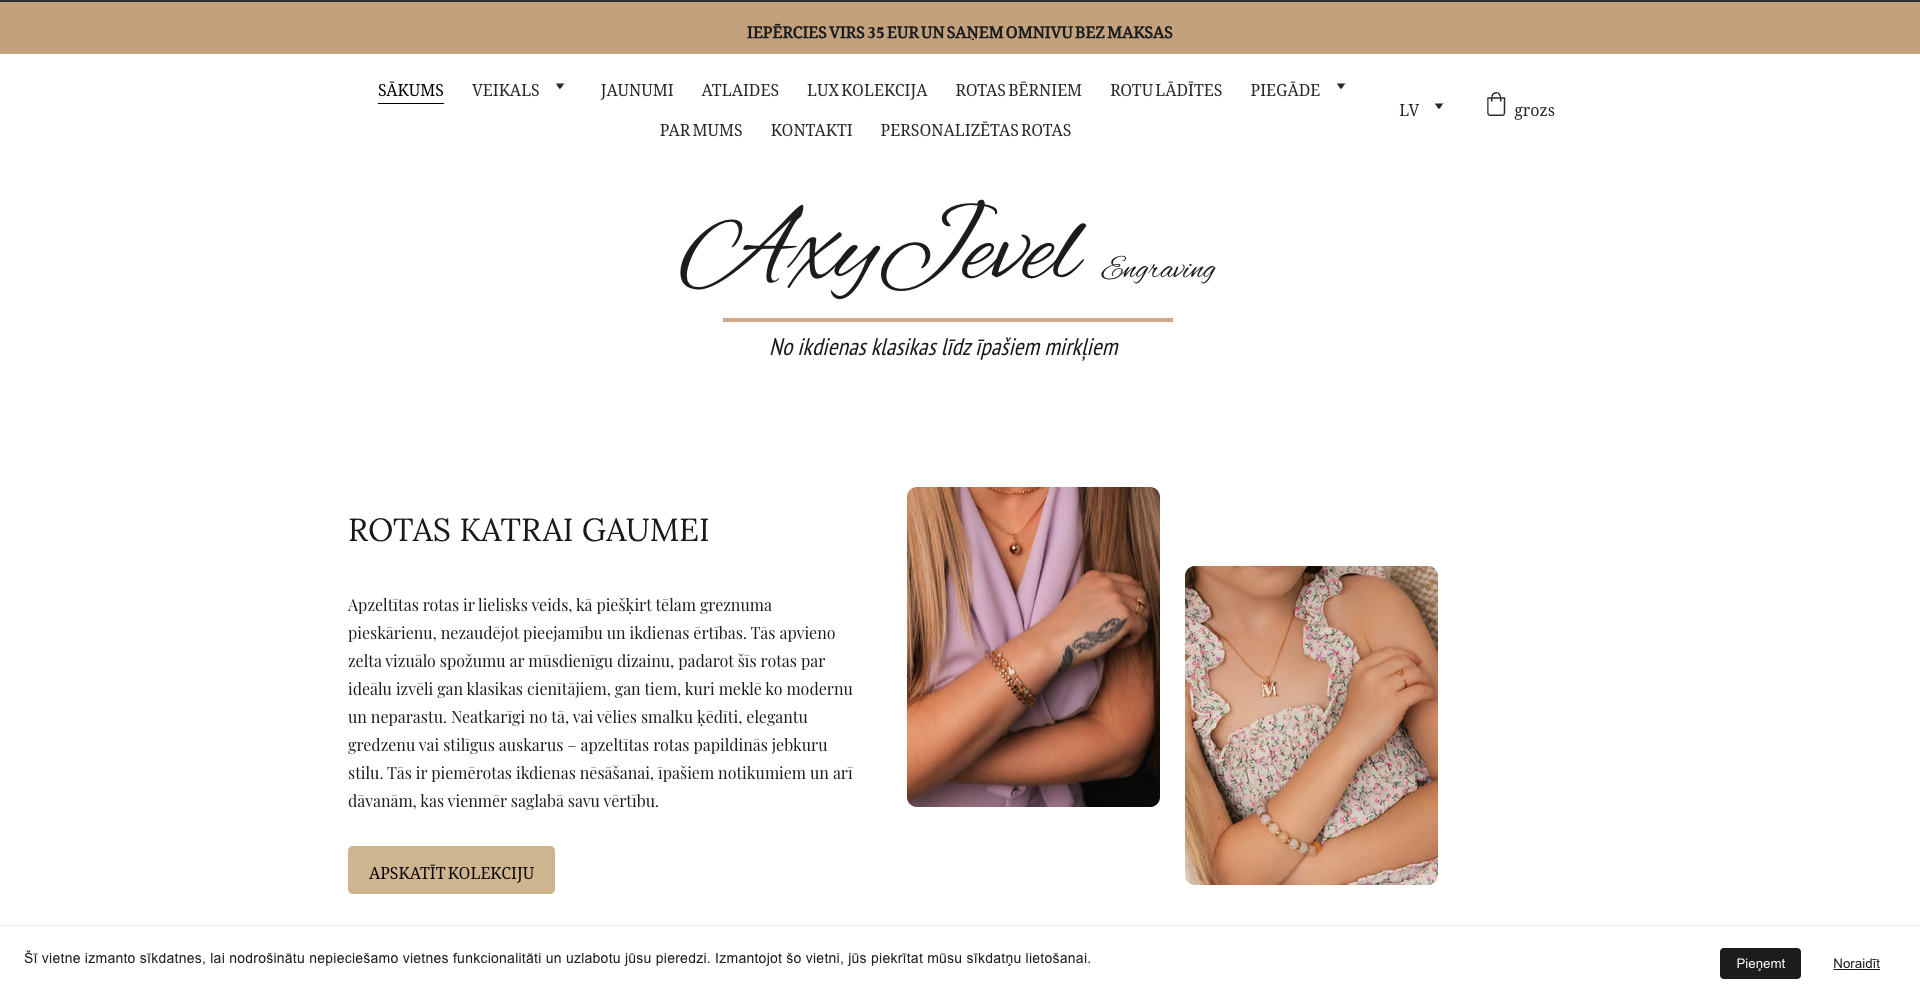 IEPĒRCIES VIRS 35 EUR UN SAŅEM OMNIVU BEZ MAKSAS
SĀKUMS VEIKALS JAUNUMI ATLAIDES LUX KOLEKCIJA ROTAS BĒRNIEM ROTU LĀDĪTES PIEGĀDE
PAR MUMS KONTAKTI PERSONALIZĒTAS ROTAS
LV grozs
AxyJevel Engraving
No ikdienas klasikas līdz īpašiem mirkļiem
ROTAS KATRAI GAUMEI
Apzeltītas rotas ir lielisks veids, kā piešķirt tēlam greznuma
pieskārienu, nezaudējot pieejamību un ikdienas ērtības. Tās apvieno
zelta vizuālo spožumu ar mūsdienīgu dizainu, padarot šīs rotas par
ideālu izvēli gan klasikas cienītājiem, gan tiem, kuri meklē ko modernu
un neparastu. Neatkarīgi no tā, vai vēlies smalku ķēdīti, elegantu
gredzenu vai stilīgus auskarus – apzeltītas rotas papildinās jebkuru
stilu. Tās ir piemērotas ikdienas nēsāšanai, īpašiem notikumiem un arī
dāvanām, kas vienmēr saglabā savu vērtību.
APSKATĪT KOLEKCIJU
M
Šī vietne izmanto sīkdatnes, lai nodrošinātu nepieciešamo vietnes funkcionalitāti un uzlabotu jūsu pieredzi. Izmantojot šo vietni, jūs piekrītat mūsu sīkdatņu lietošanai.
Pieņemt
Noraidīt